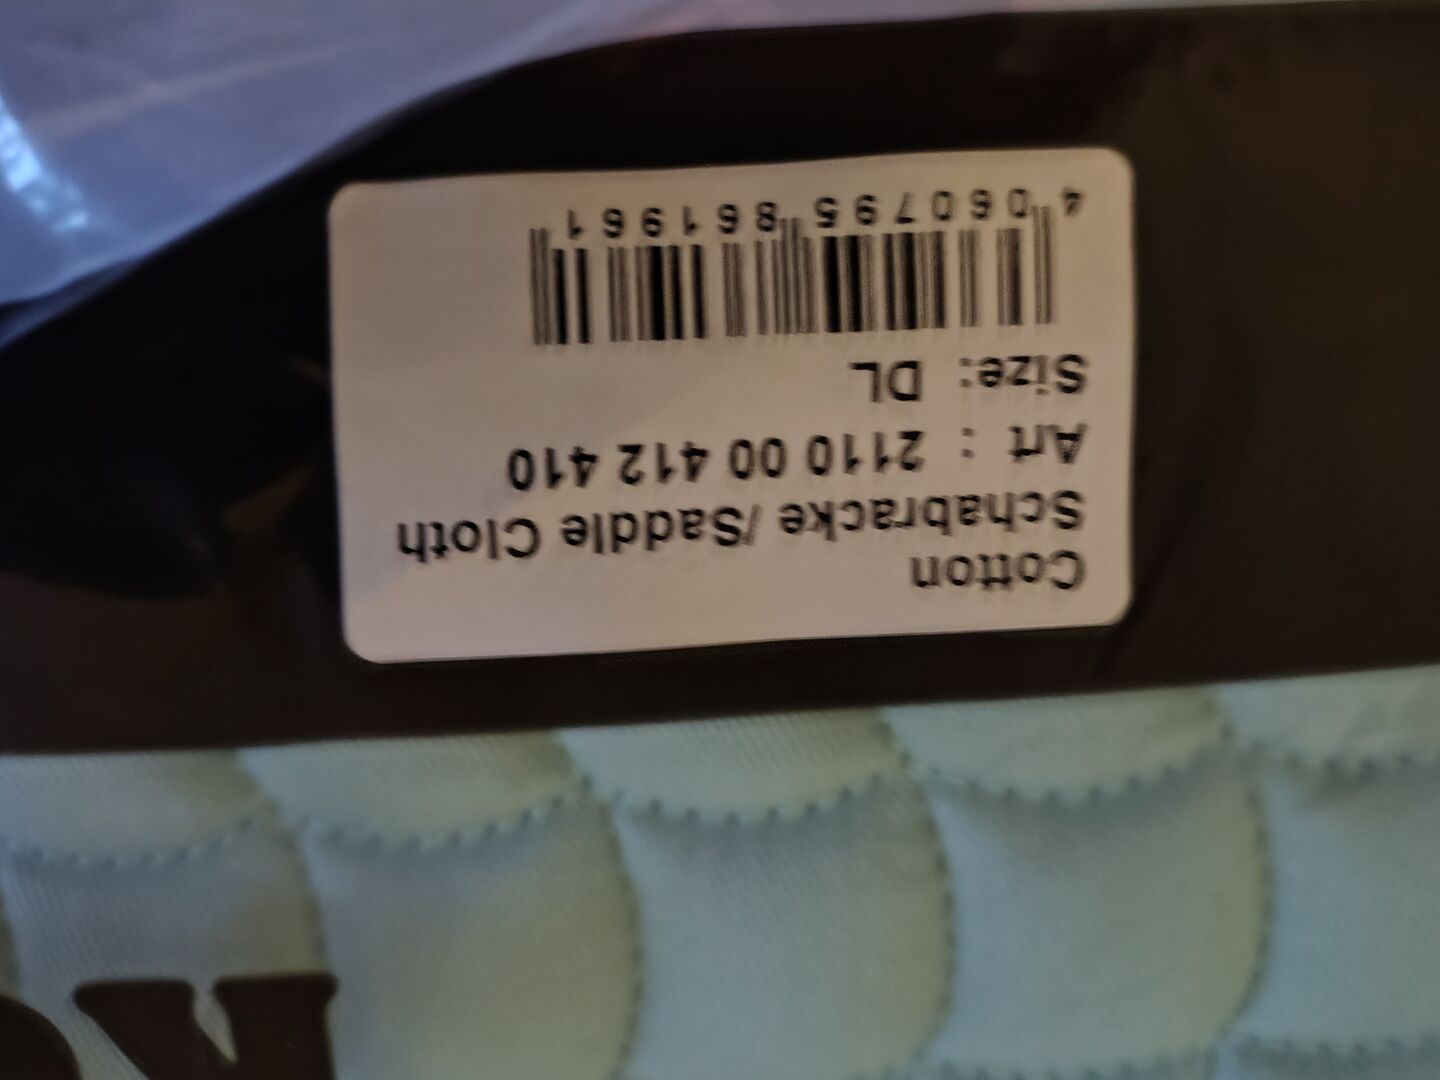 Cotton
Schabracke /Saddle Cloth
Art : 2110 00 412 410
Size: DL
4 060795 861961